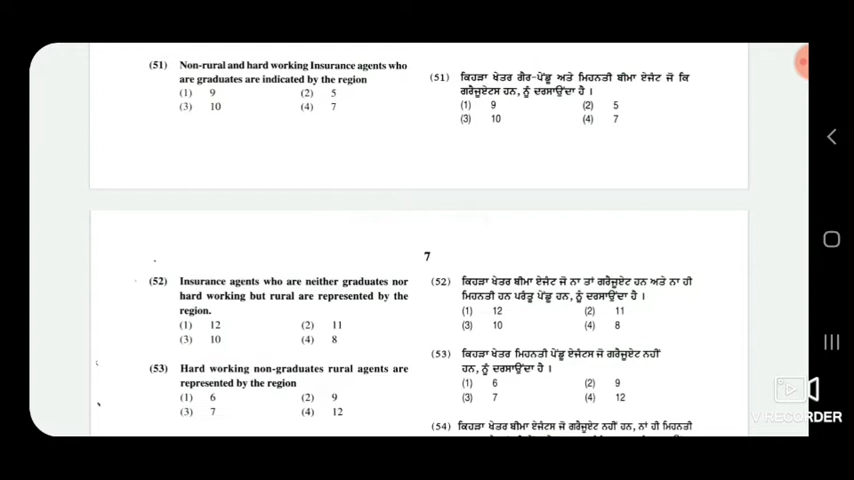 (51) Non-rural and hard working Insurance agents who
are graduates are indicated by the region
(1) 9 (2) 5
(3) 10 (4) 7
(51) ਕਿਹੜਾ ਖੇਤਰ ਗੈਰ-ਪੇਂਡੂ ਅਤੇ ਮਿਹਨਤੀ ਬੀਮਾ ਏਜੰਟ ਜੋ ਕਿ
ਗਰੈਜੂਏਟਸ ਹਨ, ਨੂੰ ਦਰਸਾਉਂਦਾ ਹੈ ।
(1) 9 (2) 5
(3) 10 (4) 7
7
(52) Insurance agents who are neither graduates nor
hard working but rural are represented by the
region.
(1) 12 (2) 11
(3) 10 (4) 8
(53) Hard working non-graduates rural agents are
represented by the region
(1) 6 (2) 9
(3) 7 (4) 12
(52) ਕਿਹੜਾ ਖੇਤਰ ਬੀਮਾ ਏਜੰਟ ਜੋ ਨਾ ਤਾਂ ਗਰੈਜੂਏਟ ਹਨ ਅਤੇ ਨਾ ਹੀ
ਮਿਹਨਤੀ ਹਨ ਪਰੰਤੂ ਪੇਂਡੂ ਹਨ, ਨੂੰ ਦਰਸਾਉਂਦਾ ਹੈ ।
(1) 12 (2) 11
(3) 10 (4) 8
(53) ਕਿਹੜਾ ਖੇਤਰ ਮਿਹਨਤੀ ਪੇਂਡੂ ਏਜੰਟਸ ਜੋ ਗਰੈਜੂਏਟ ਨਹੀਂ
ਹਨ, ਨੂੰ ਦਰਸਾਉਂਦਾ ਹੈ ।
(1) 6 (2) 9
(3) 7 (4) 12
(54) ਕਿਹੜਾ ਖੇਤਰ ਬੀਮਾ ਏਜੰਟਸ ਜੋ ਗਰੈਜੂਏਟ ਨਹੀਂ ਹਨ, ਨਾਂ ਹੀ ਮਿਹਨਤੀ
V RECORDER